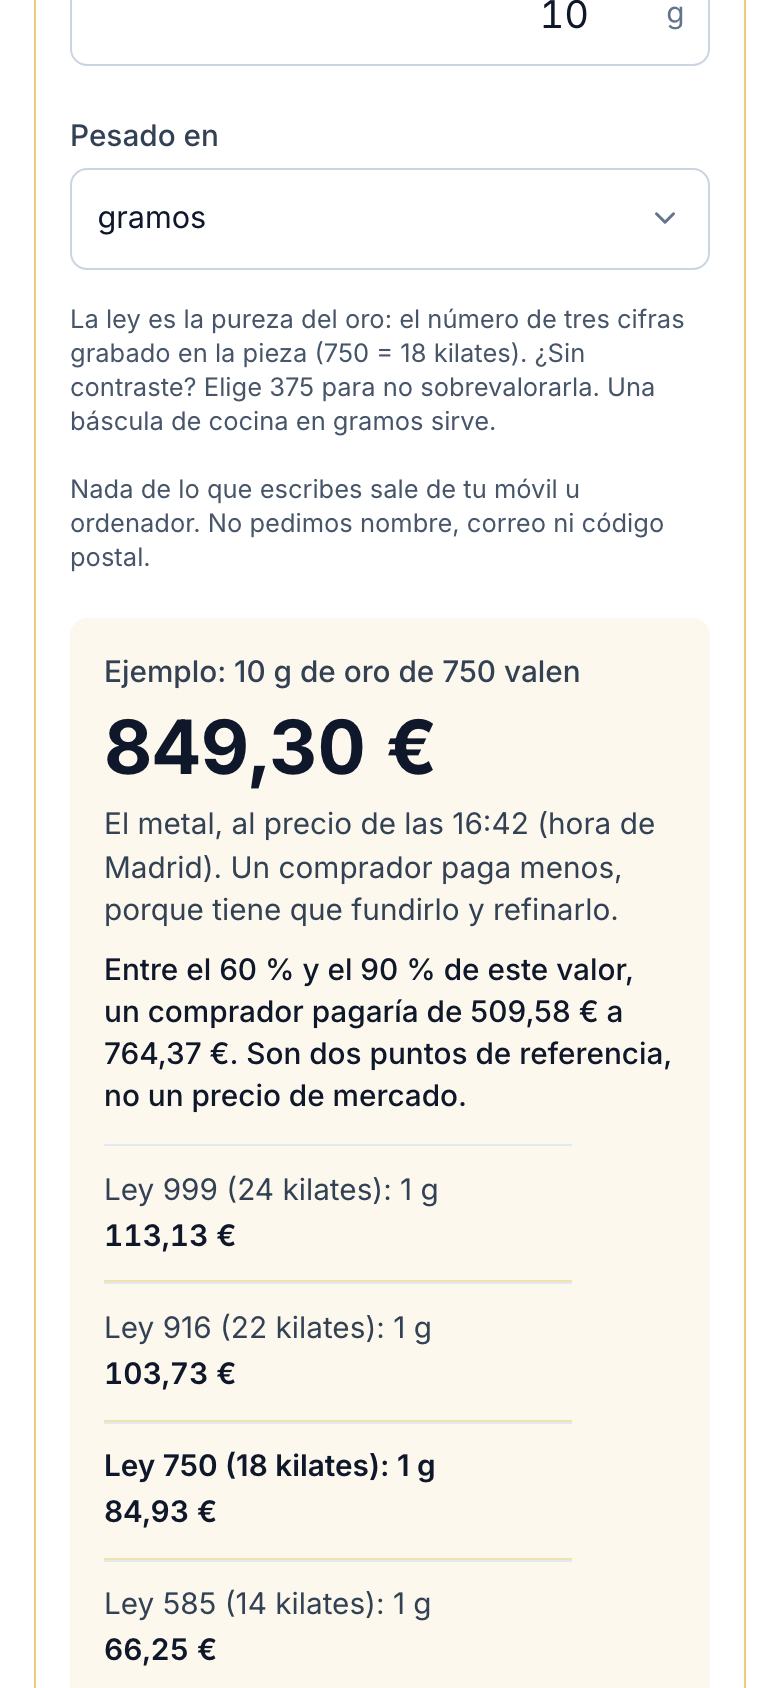 10 g
Pesado en
gramos
La ley es la pureza del oro: el número de tres cifras
grabado en la pieza (750 = 18 kilates). ¿Sin
contraste? Elige 375 para no sobrevalorarla. Una
báscula de cocina en gramos sirve.
Nada de lo que escribes sale de tu móvil u
ordenador. No pedimos nombre, correo ni código
postal.
Ejemplo: 10 g de oro de 750 valen
849,30 €
El metal, al precio de las 16:42 (hora de
Madrid). Un comprador paga menos,
porque tiene que fundirlo y refinarlo.
Entre el 60 % y el 90 % de este valor,
un comprador pagaría de 509,58 € a
764,37 €. Son dos puntos de referencia,
no un precio de mercado.
Ley 999 (24 kilates): 1 g
113,13 €
Ley 916 (22 kilates): 1 g
103,73 €
Ley 750 (18 kilates): 1 g
84,93 €
Ley 585 (14 kilates): 1 g
66,25 €